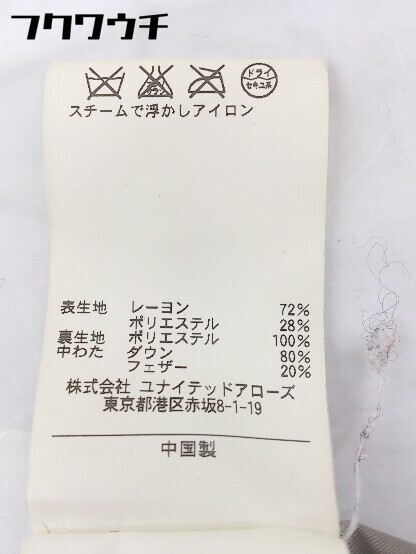 フクワウチ
ドライ
セキユ系
スチームで浮かしアイロン
表生地 レーヨン 72%
ポリエステル 28%
裏生地 ポリエステル 100%
中わた ダウン 80%
フェザー 20%
株式会社 ユナイテッドアローズ
東京都港区赤坂8-1-19
中国製